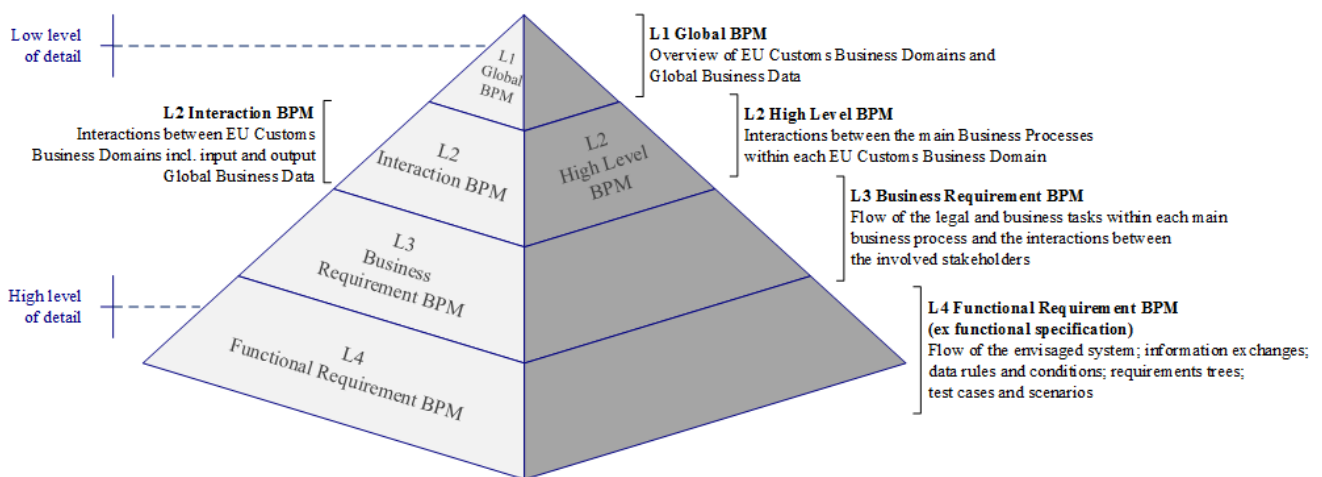 Low level
of detail
L1
Global
BPM
L1 Global BPM
Overview of EU Customs Business Domains and
Global Business Data
L2 Interaction BPM
Interactions between EU Customs
Business Domains incl. input and output
Global Business Data
L2
Interaction BPM
L2
High Level
BPM
L2 High Level BPM
Interactions between the main Business Processes
within each EU Customs Business Domain
L3
Business
Requirement BPM
L3 Business Requirement BPM
Flow of the legal and business tasks within each main
business process and the interactions between
the involved stakeholders
High level
of detail
L4
Functional Requirement BPM
L4 Functional Requirement BPM
(ex functional specification)
Flow of the envisaged system; information exchanges;
data rules and conditions; requirements trees;
test cases and scenarios